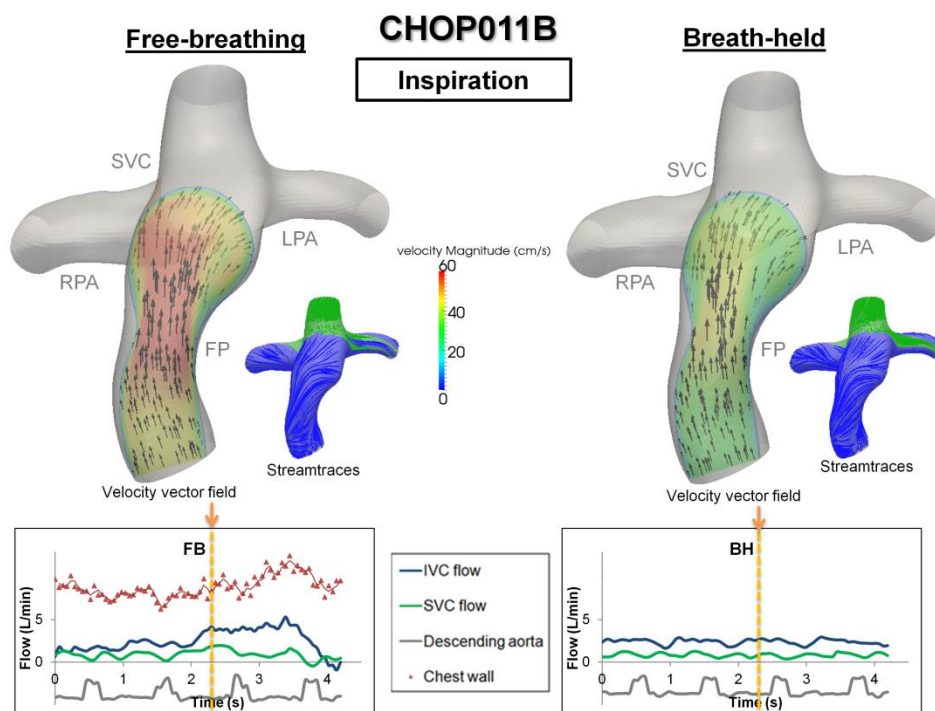 CHOP011B
Free-breathing
Breath-held
Inspiration
SVC
RPA
LPA
FP
velocity Magnitude (cm/s)
60
40
20
0
Streamtraces
Velocity vector field
SVC
RPA
LPA
FP
Streamtraces
Velocity vector field
FB
Flow (L/min)
5
0
0
1
2
3
4
Time (s)
IVC flow
SVC flow
Descending aorta
Chest wall
BH
Flow (L/min)
5
0
0
1
2
3
4
Time (s)